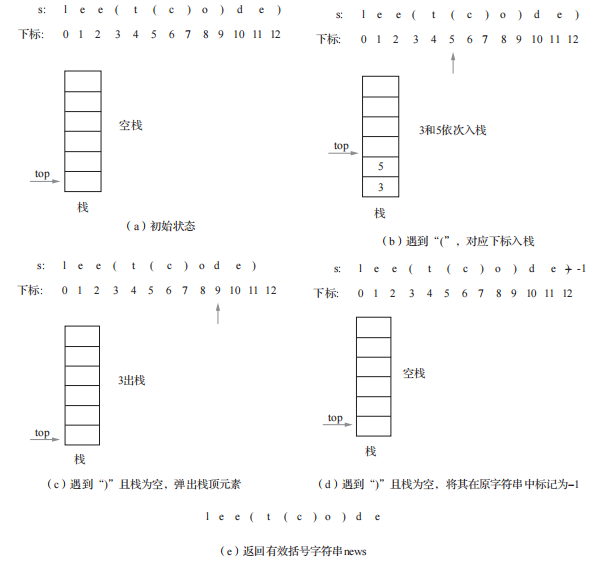 s: l e e ( t ( c ) o ) d e )
下标: 0 1 2 3 4 5 6 7 8 9 10 11 12
空栈
top
栈
(a)初始状态
s: l e e ( t ( c ) o ) d e )
下标: 0 1 2 3 4 5 6 7 8 9 10 11 12
3和5依次入栈
top
5
3
栈
(b)遇到“(”，对应下标入栈
s: l e e ( t ( c ) o d e )
下标: 0 1 2 3 4 5 6 7 8 9 10 11 12
3出栈
top
栈
(c)遇到“)”且栈为空，弹出栈顶元素
s: l e e ( t ( c ) o ) d e ) -1
下标: 0 1 2 3 4 5 6 7 8 9 10 11 12
空栈
top
栈
(d)遇到“)”且栈为空，将其在原字符串中标记为-1
l e e ( t ( c ) o ) d e
(e)返回有效括号字符串news